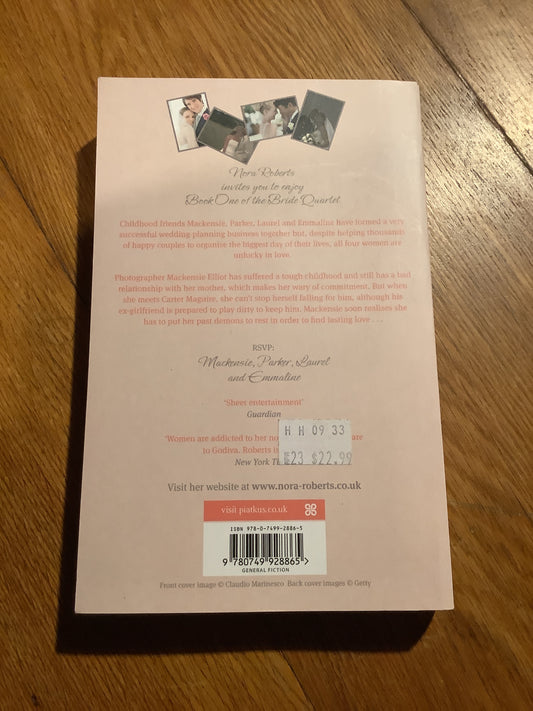 Nora Roberts
invites you to enjoy
Book One of the Bride Quartet
Childhood friends Mackensie, Parker, Laurel and Emmaline have formed a very
successful wedding planning business together but, despite helping thousands
of happy couples to organise the biggest day of their lives, all four women are
unlucky in love.
Photographer Mackensie Elliot has suffered a tough childhood and still has a bad
relationship with her mother, which makes her wary of commitment. But when
she meets Carter Maguire, she can't stop herself falling for him, although his
ex-girlfriend is prepared to play dirty to keep him. Mackensie soon realises she
has to put her past demons to rest in order to find lasting love . . .
RSVP:
Mackensie, Parker, Laurel
and Emmaline
'Sheer entertainment'
Guardian
'Women are addicted to her no are
to Godiva. Roberts is
New York Ti
H H 09 33
E23 $22.99
Visit her website at www.nora-roberts.co.uk
visit piatkus.co.uk
ISBN 978-0-7499-2886-5
9 780749 928865 >
GENERAL FICTION
Front cover image © Claudio Marinesco Back cover images © Getty